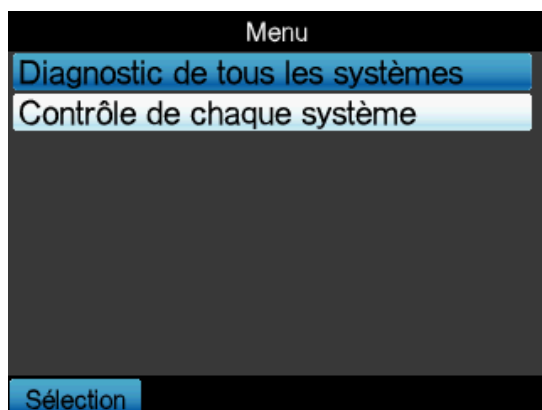 Menu
Diagnostic de tous les systèmes
Contrôle de chaque système
Sélection